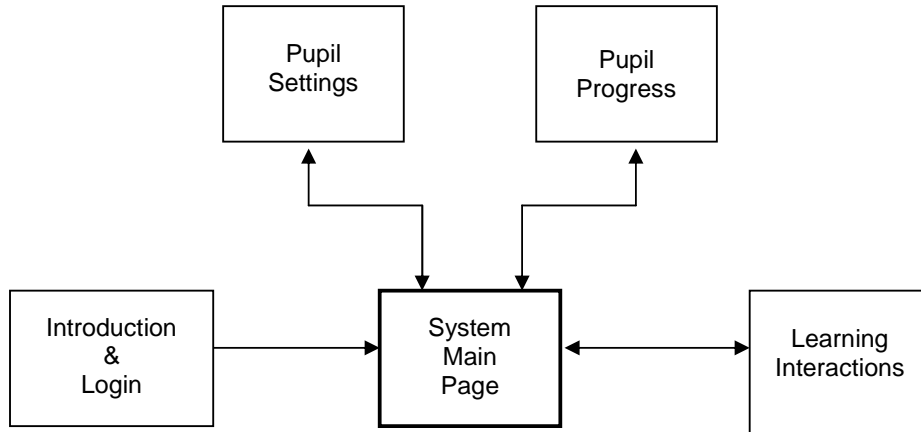 Pupil
Settings
Pupil
Progress
Introduction
&
Login
System
Main
Page
Learning
Interactions